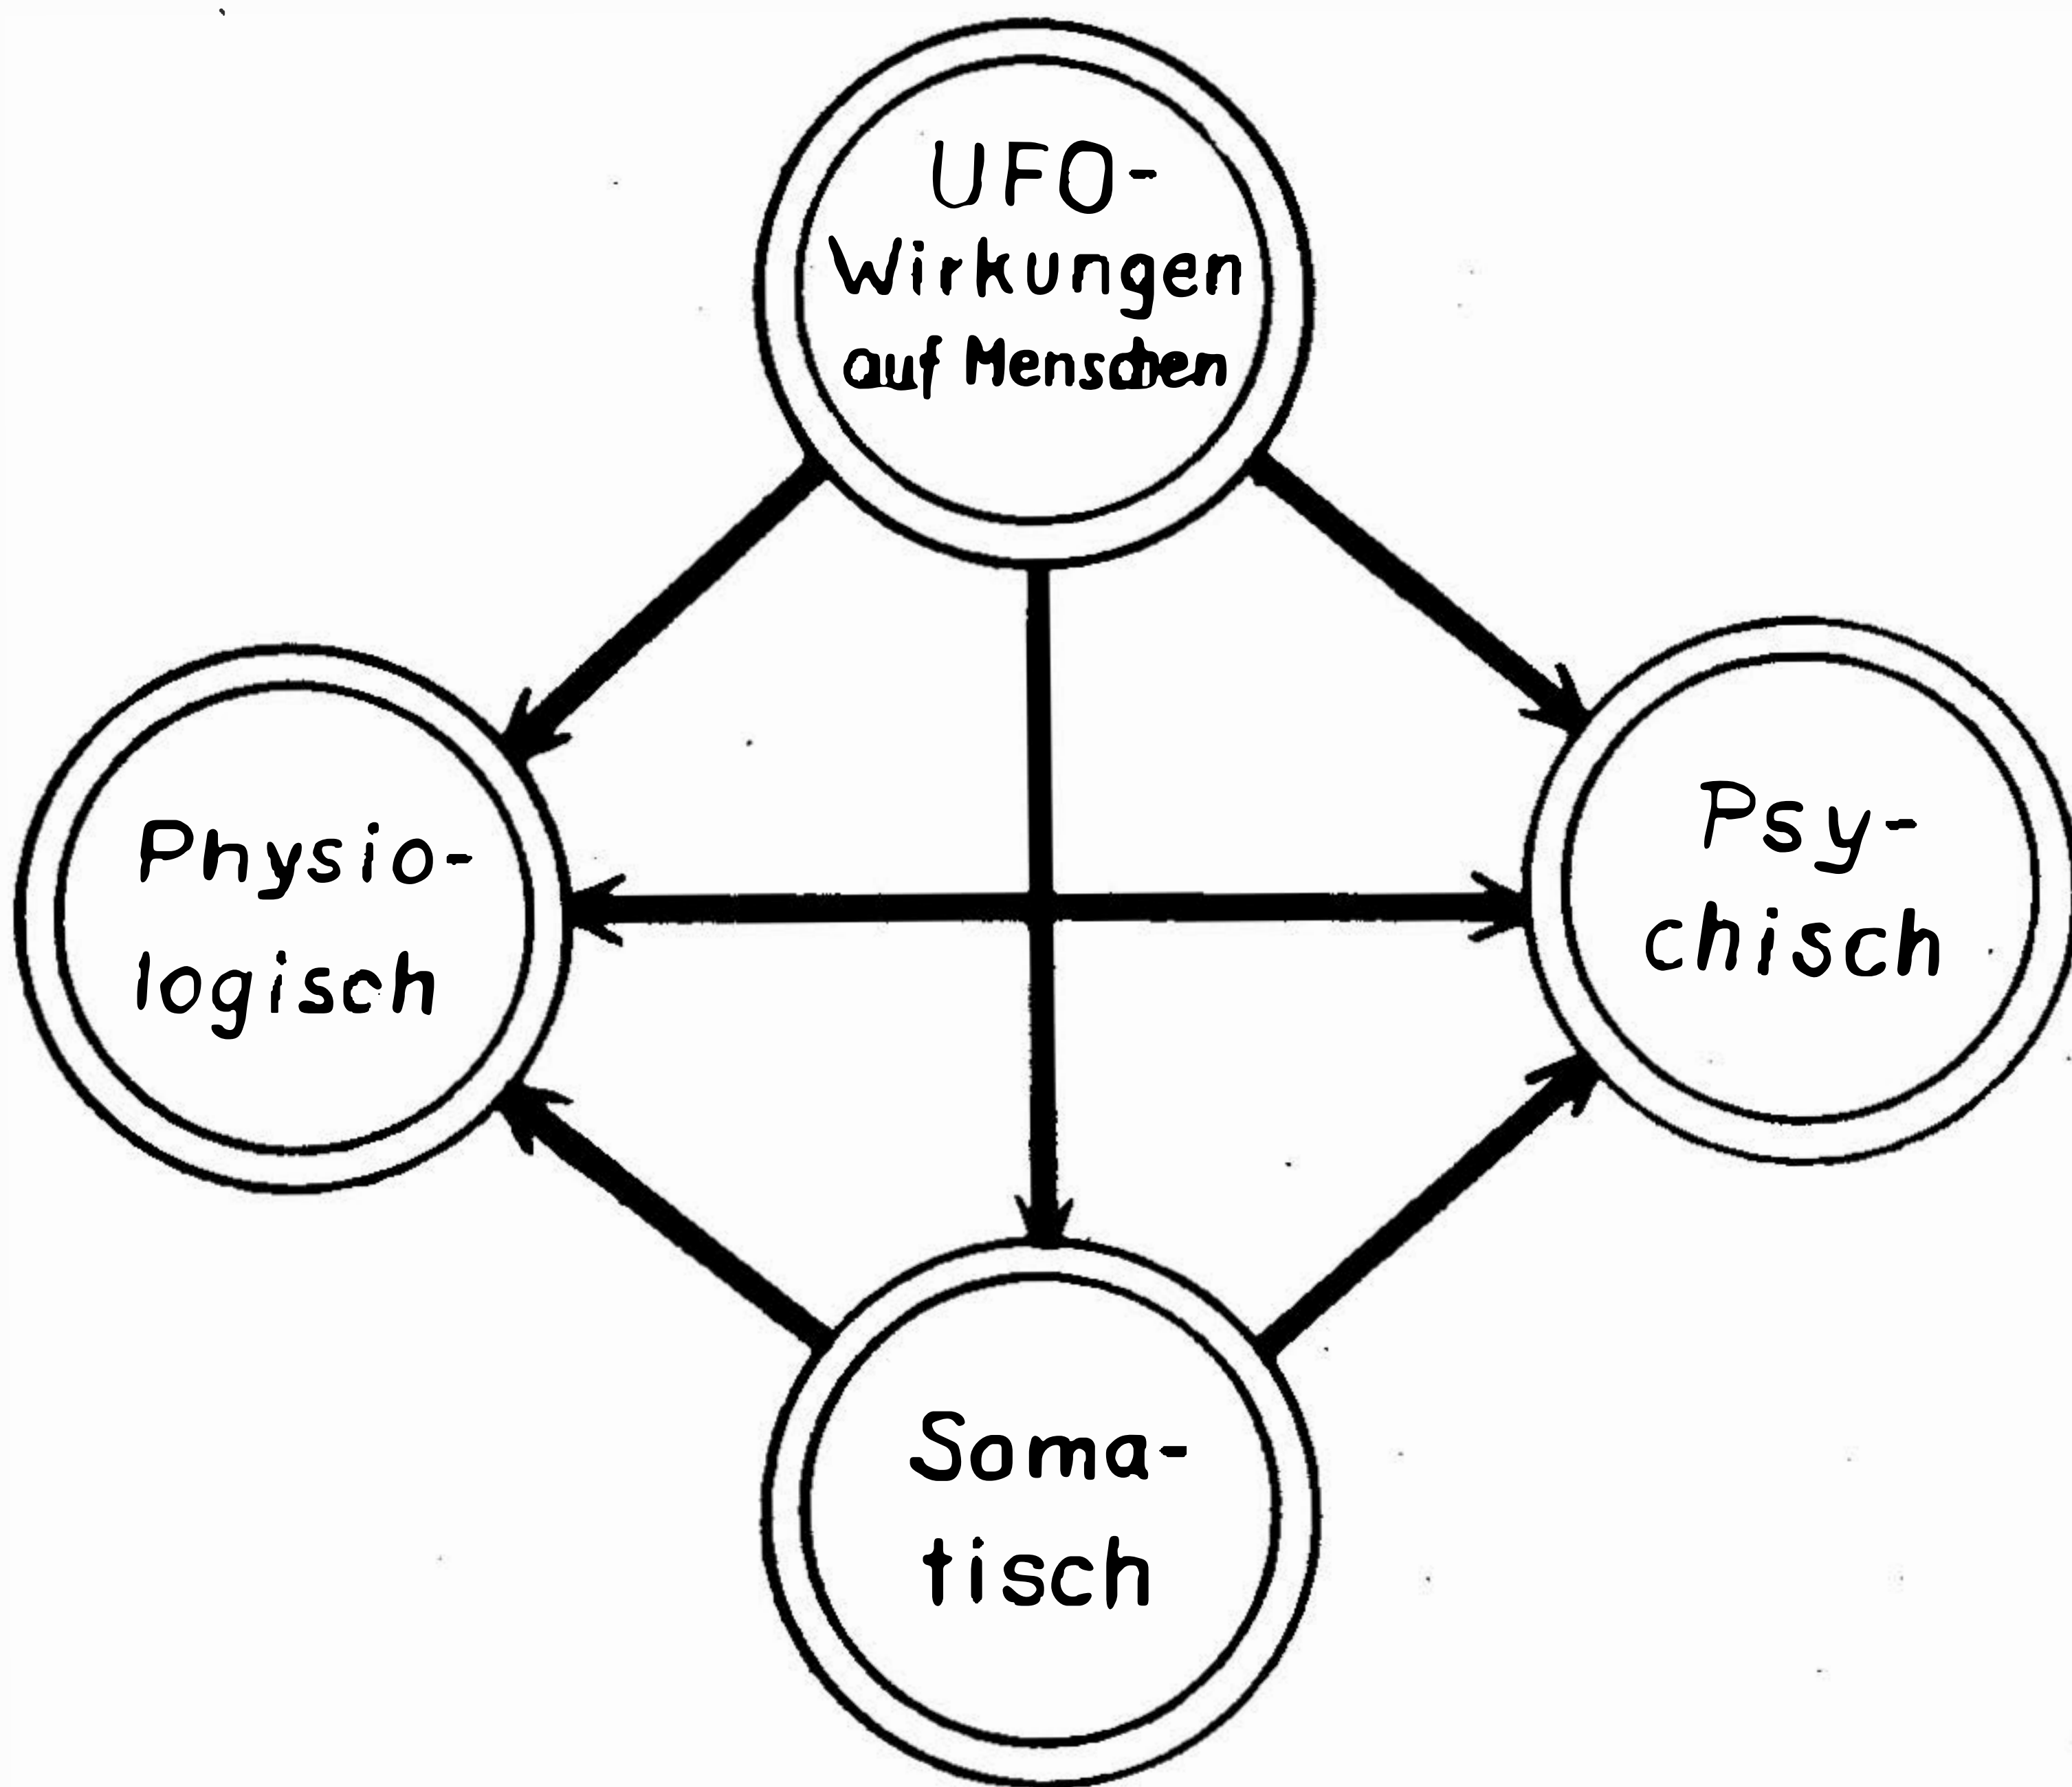 UFO-
Wirkungen
auf Menschen
Physio-
logisch
Psy-
chisch
Soma-
tisch